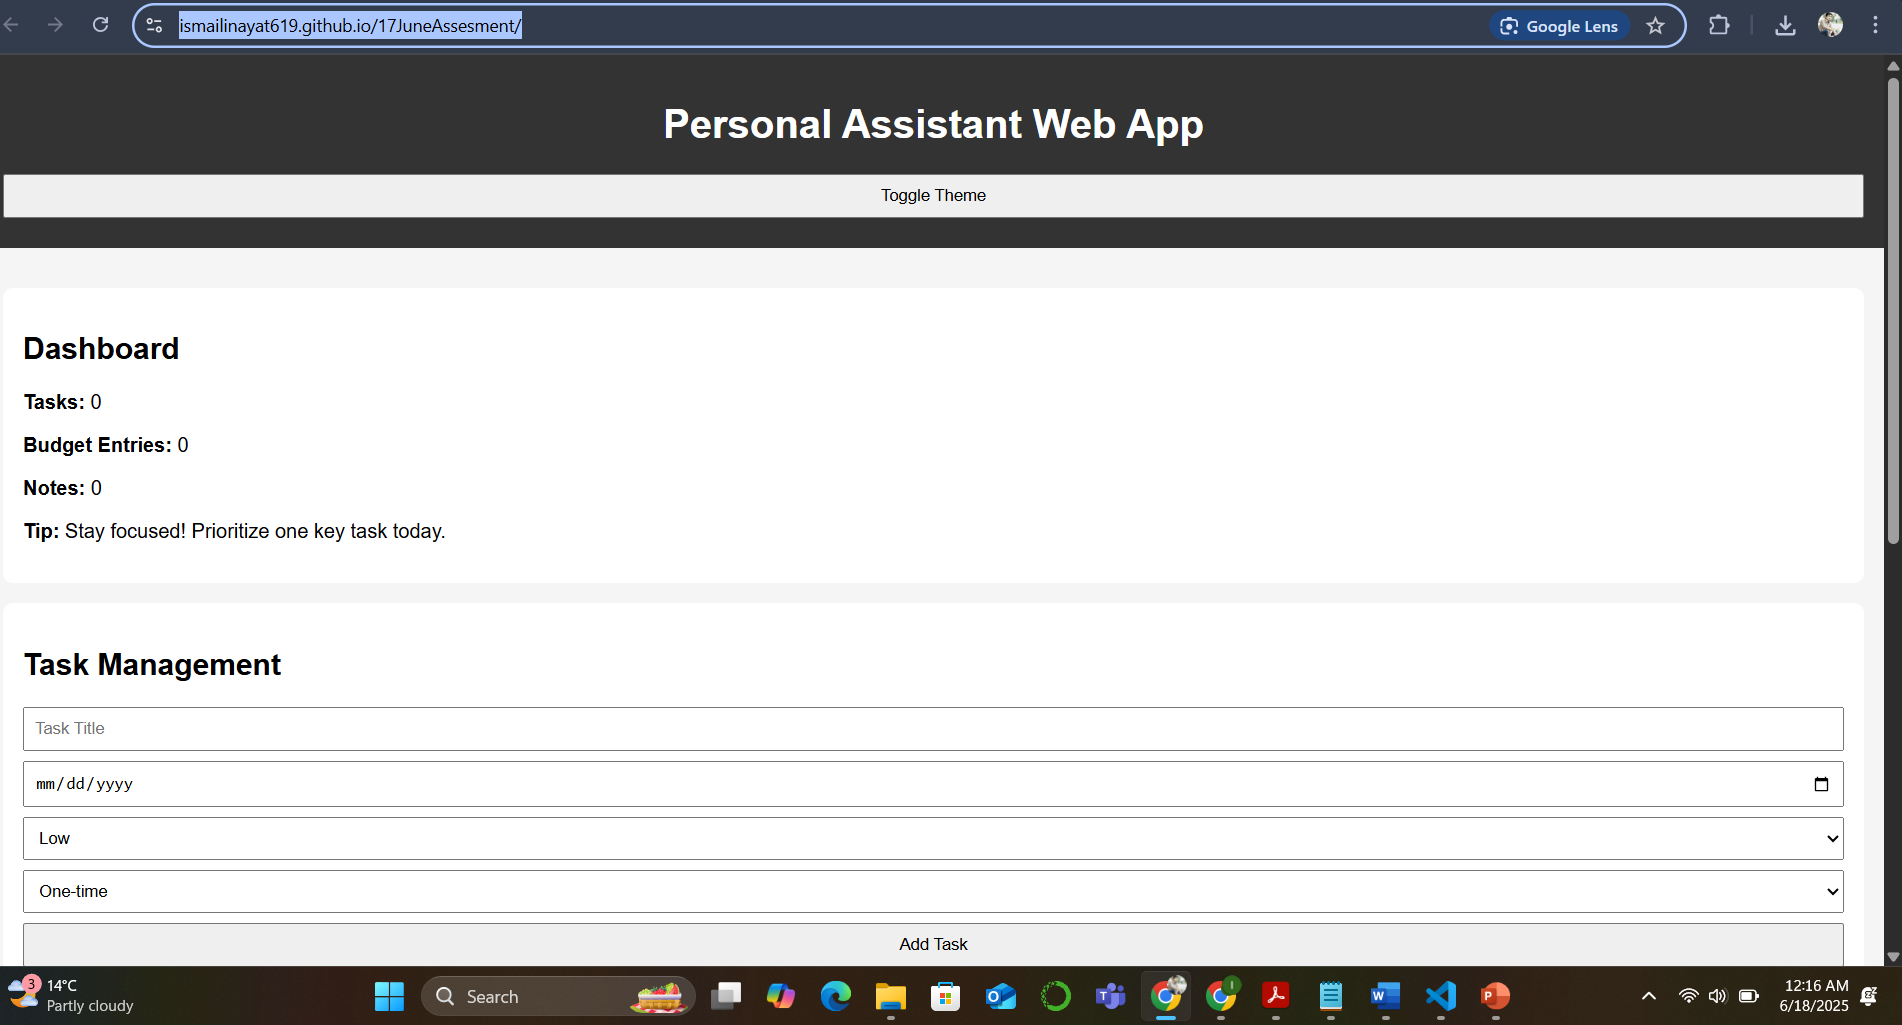 ismailinayat619.github.io/17JuneAssesment/
Google Lens
Personal Assistant Web App
Toggle Theme
Dashboard
Tasks: 0
Budget Entries: 0
Notes: 0
Tip: Stay focused! Prioritize one key task today.
Task Management
Task Title
mm/dd/yyyy
Low
One-time
Add Task
3
14°C
Partly cloudy
Search
12:16 AM
6/18/2025